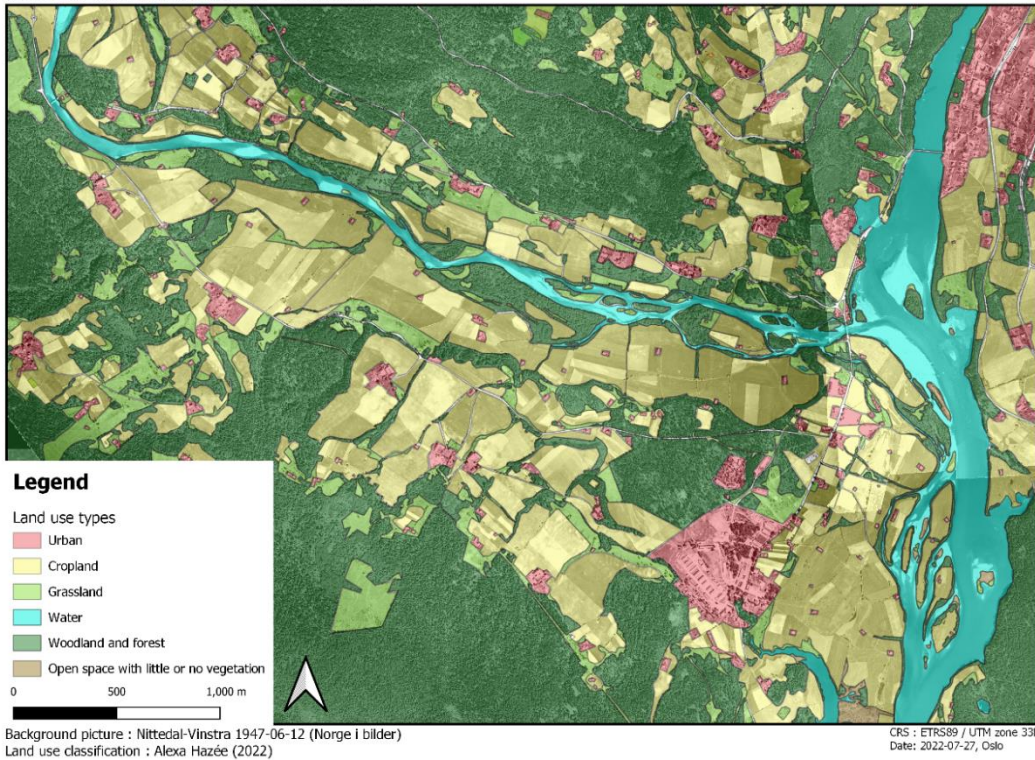 Legend
Land use types
Urban
Cropland
Grassland
Water
Woodland and forest
Open space with little or no vegetation
0 500 1,000 m
Background picture : Nittedal-Vinstra 1947-06-12 (Norge i bilder)
Land use classification : Alexa Hazée (2022)
CRS : ETRS89 / UTM zone
Date: 2022-07-27, Oslo